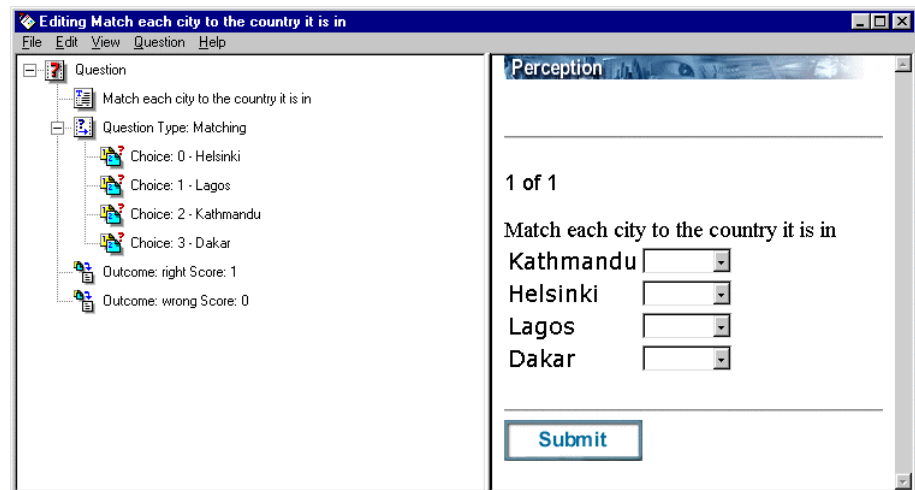 Editing Match each city to the country it is in
File Edit View Question Help
Question
Match each city to the country it is in
Question Type: Matching
Choice: 0 - Helsinki
Choice: 1 - Lagos
Choice: 2 - Kathmandu
Choice: 3 - Dakar
Outcome: right Score: 1
Outcome: wrong Score: 0
Perception
1 of 1
Match each city to the country it is in
Kathmandu
Helsinki
Lagos
Dakar
Submit